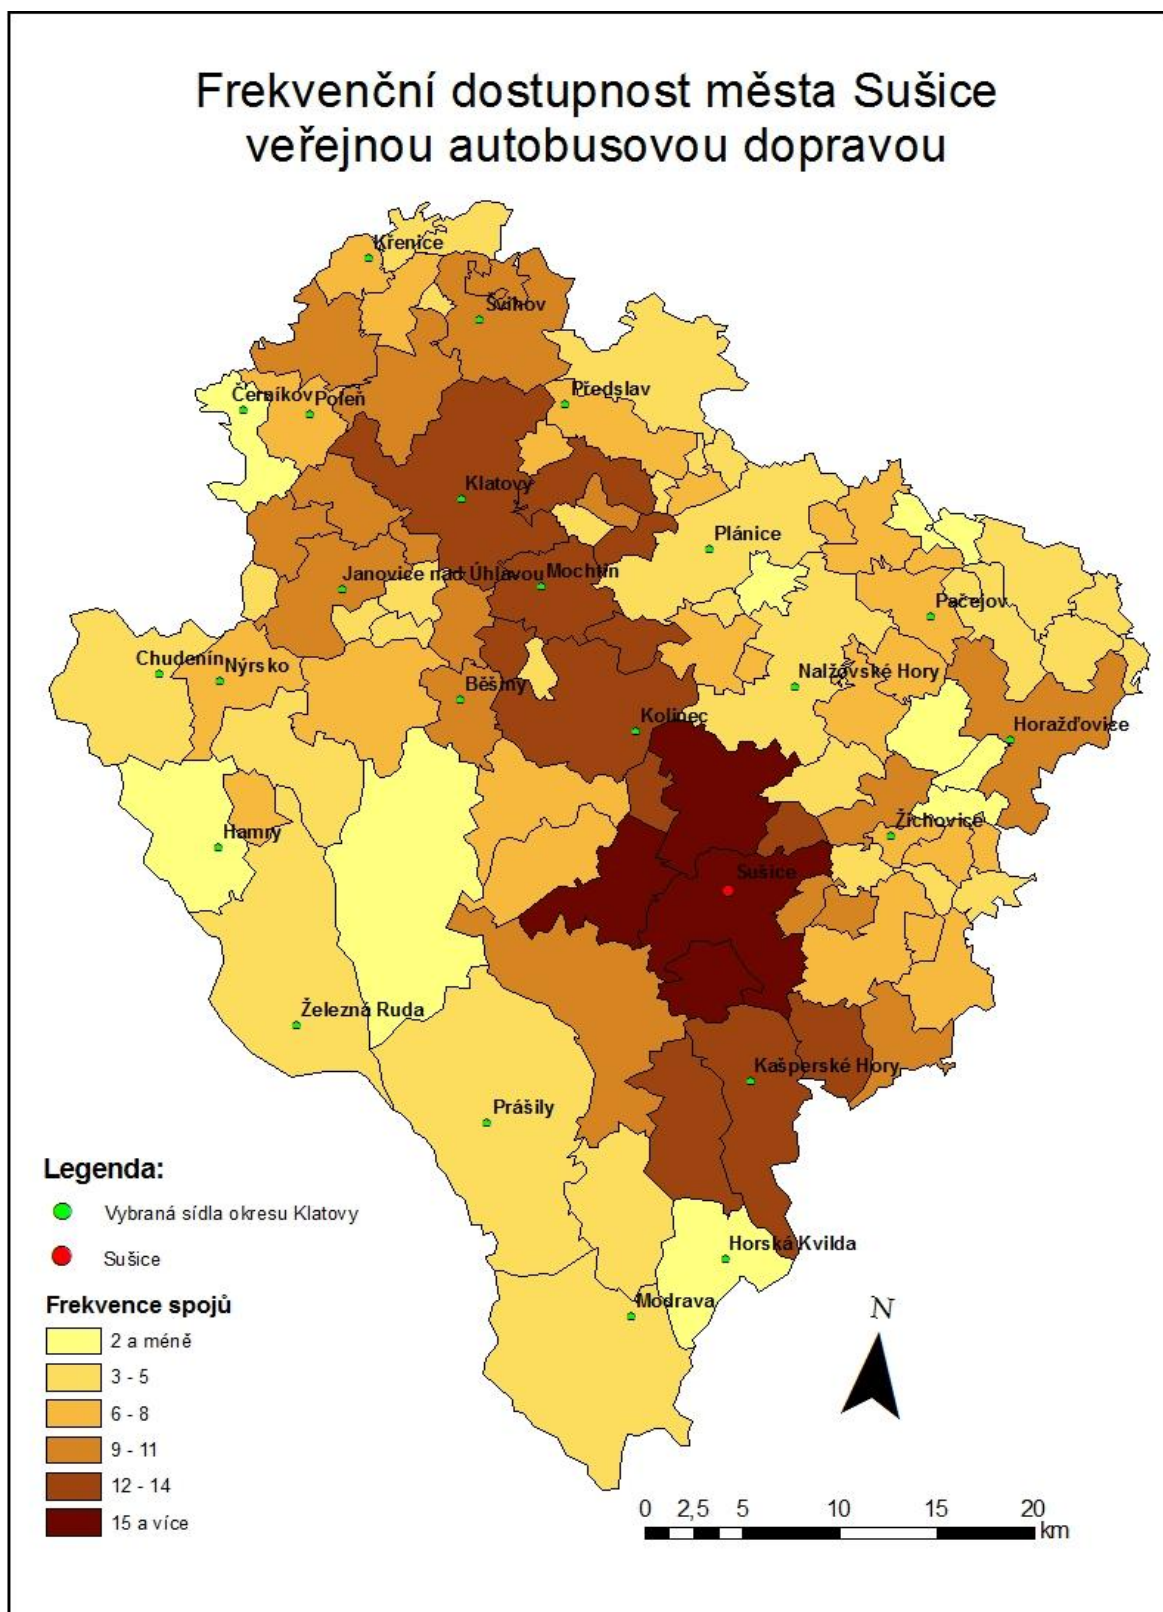 Frekvenční dostupnost města Sušice
veřejnou autobusovou dopravou
Křenice
Švihov
Předslav
Černíkov
Poleň
Klatovy
Plánice
Janovice nad Úhlavou
Mochtín
Pačejov
Chudenín
Nýrsko
Nalžovské Hory
Běšiny
Kolinec
Horažďovice
Hamry
Žichovice
Sušice
Železná Ruda
Kašperské Hory
Prášily
Horská Kvilda
Modrava
Legenda:
Vybraná sídla okresu Klatovy
Sušice
Frekvence spojů
2 a méně
3 - 5
6 - 8
9 - 11
12 - 14
15 a více
N
0 2,5 5 10 15 20
km